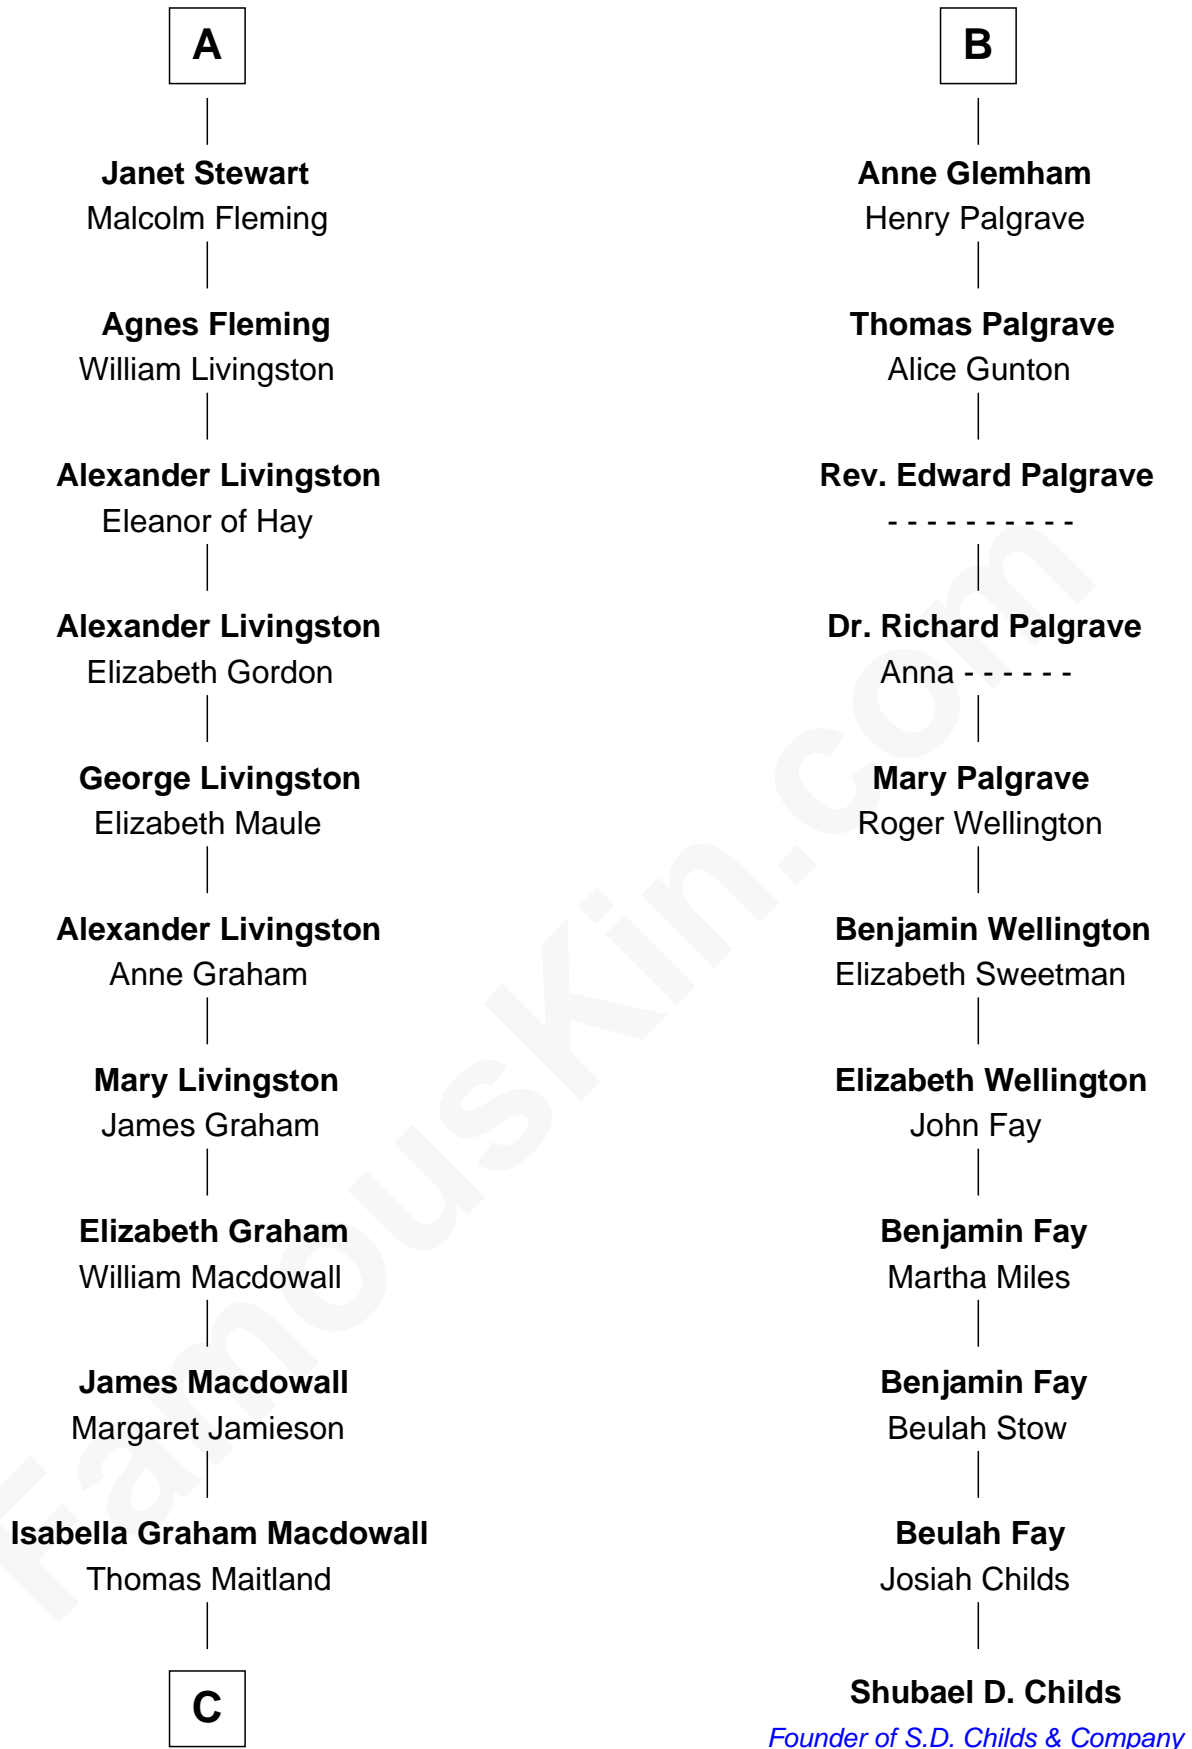 A
Janet Stewart
Malcolm Fleming
Agnes Fleming
William Livingston
Alexander Livingston
Eleanor of Hay
Alexander Livingston
Elizabeth Gordon
George Livingston
Elizabeth Maule
Alexander Livingston
Anne Graham
Mary Livingston
James Graham
Elizabeth Graham
William Macdowall
James Macdowall
Margaret Jamieson
Isabella Graham Macdowall
Thomas Maitland
C
B
Anne Glemham
Henry Palgrave
Thomas Palgrave
Alice Gunton
Rev. Edward Palgrave
- - - - - - - - - -
Dr. Richard Palgrave
Anna - - - - - -
Mary Palgrave
Roger Wellington
Benjamin Wellington
Elizabeth Sweetman
Elizabeth Wellington
John Fay
Benjamin Fay
Martha Miles
Benjamin Fay
Beulah Stow
Beulah Fay
Josiah Childs
Shubael D. Childs
Founder of S.D. Childs & Company
FamousKin.com